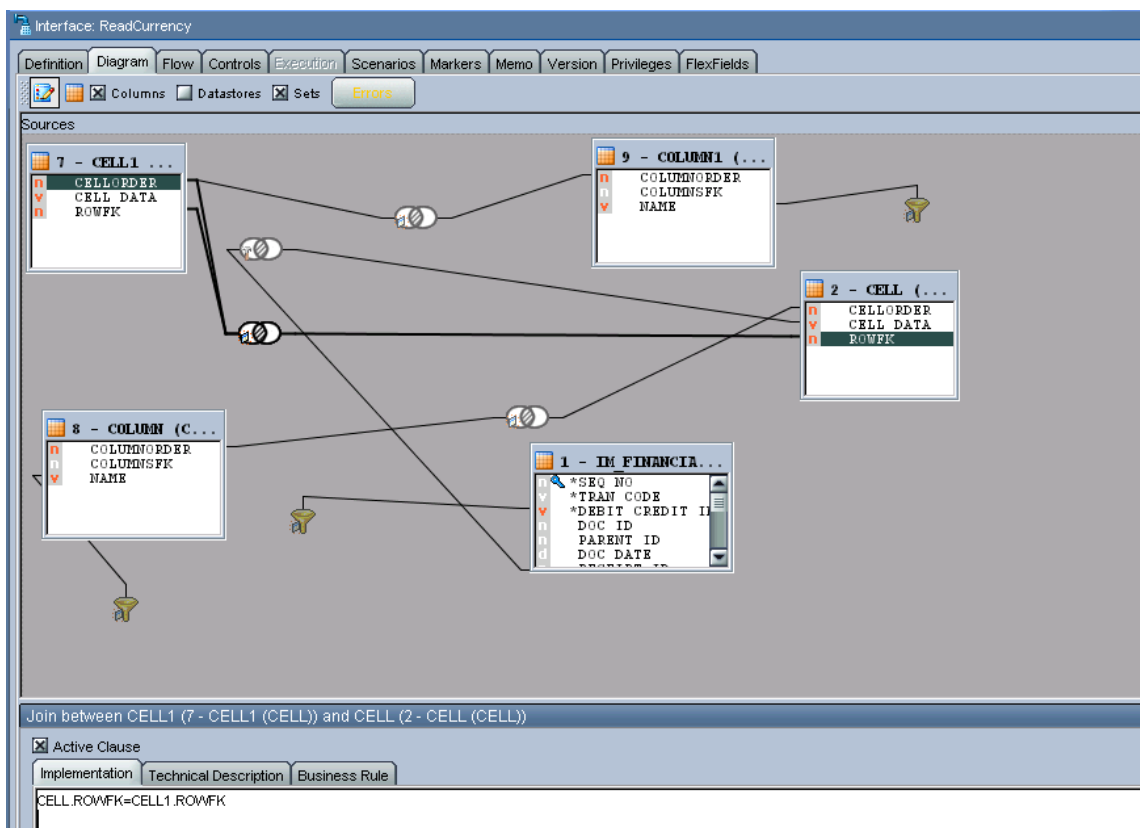 Interface: ReadCurrency
Definition Diagram Flow Controls Execution Scenarios Markers Memo Version Privileges FlexFields
Columns Datastores Sets Errors
Sources
7 - CELL1 ...
n CELLORDER
v CELL DATA
n ROWFK
9 - COLUMN1 (...
n COLUMNORDER
n COLUMNSFK
v NAME
2 - CELL (...
n CELLORDER
v CELL DATA
n ROWFK
8 - COLUMN (C...
n COLUMNORDER
n COLUMNSFK
v NAME
1 - IM_FINANCIA...
n *SEQ NO
v *TRAN CODE
v *DEBIT CREDIT I
n DOC ID
n PARENT ID
d DOC DATE
Join between CELL1 (7 - CELL1 (CELL)) and CELL (2 - CELL (CELL))
Active Clause
Implementation Technical Description Business Rule
CELL.ROWFK=CELL1.ROWFK